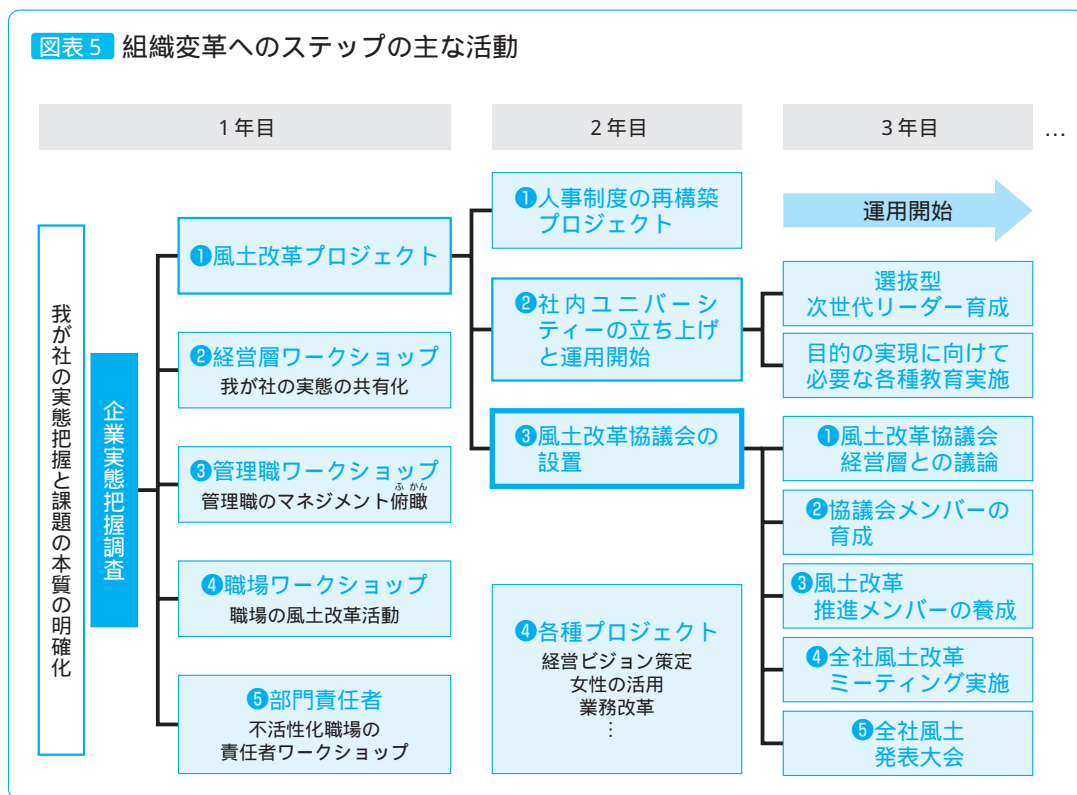 図表5 組織変革へのステップの主な活動
1年目
2年目
3年目
…
我が社の実態把握と課題の本質の明確化
企業実態把握調査
❶風土改革プロジェクト
❷経営層ワークショップ
我が社の実態の共有化
❸管理職ワークショップ
ふかん
管理職のマネジメント俯瞰
❹職場ワークショップ
職場の風土改革活動
❺部門責任者
不活性化職場の
責任者ワークショップ
❶人事制度の再構築
プロジェクト
❷社内ユニバーシ
ティーの立ち上げ
と運用開始
❸風土改革協議会の
設置
❹各種プロジェクト
経営ビジョン策定
女性の活用
業務改革
⋮
運用開始
選抜型
次世代リーダー育成
目的の実現に向けて
必要な各種教育実施
❶風土改革協議会
経営層との議論
❷協議会メンバーの
育成
❸風土改革
推進メンバーの養成
❹全社風土改革
ミーティング実施
❺全社風土
発表大会